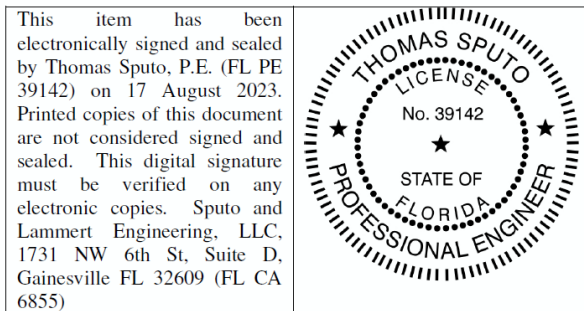 This item has been
electronically signed and sealed
by Thomas Sputo, P.E. (FL PE
39142) on 17 August 2023.
Printed copies of this document
are not considered signed and
sealed. This digital signature
must be verified on any
electronic copies. Sputo and
Lammert Engineering, LLC,
1731 NW 6th St, Suite D,
Gainesville FL 32609 (FL CA
6855)
THOMAS SPUTO
LICENSE
No. 39142
STATE OF
FLORIDA
PROFESSIONAL ENGINEER